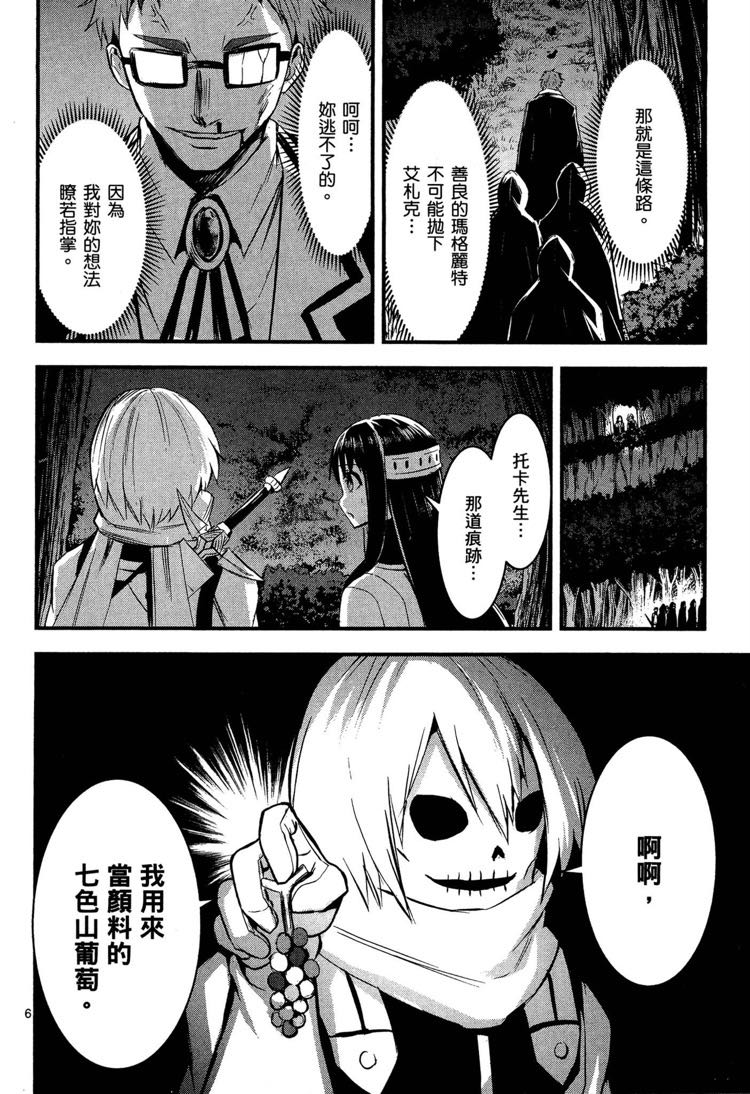 那就是這條路。
善良的瑪格麗特
不可能拋下
艾札克…
呵呵…
妳逃不了的。
因為
我對妳的想法
瞭若指掌。
托卡先生…
那道痕跡…
啊啊，
我用來
當顏料的
七色山葡萄。
6